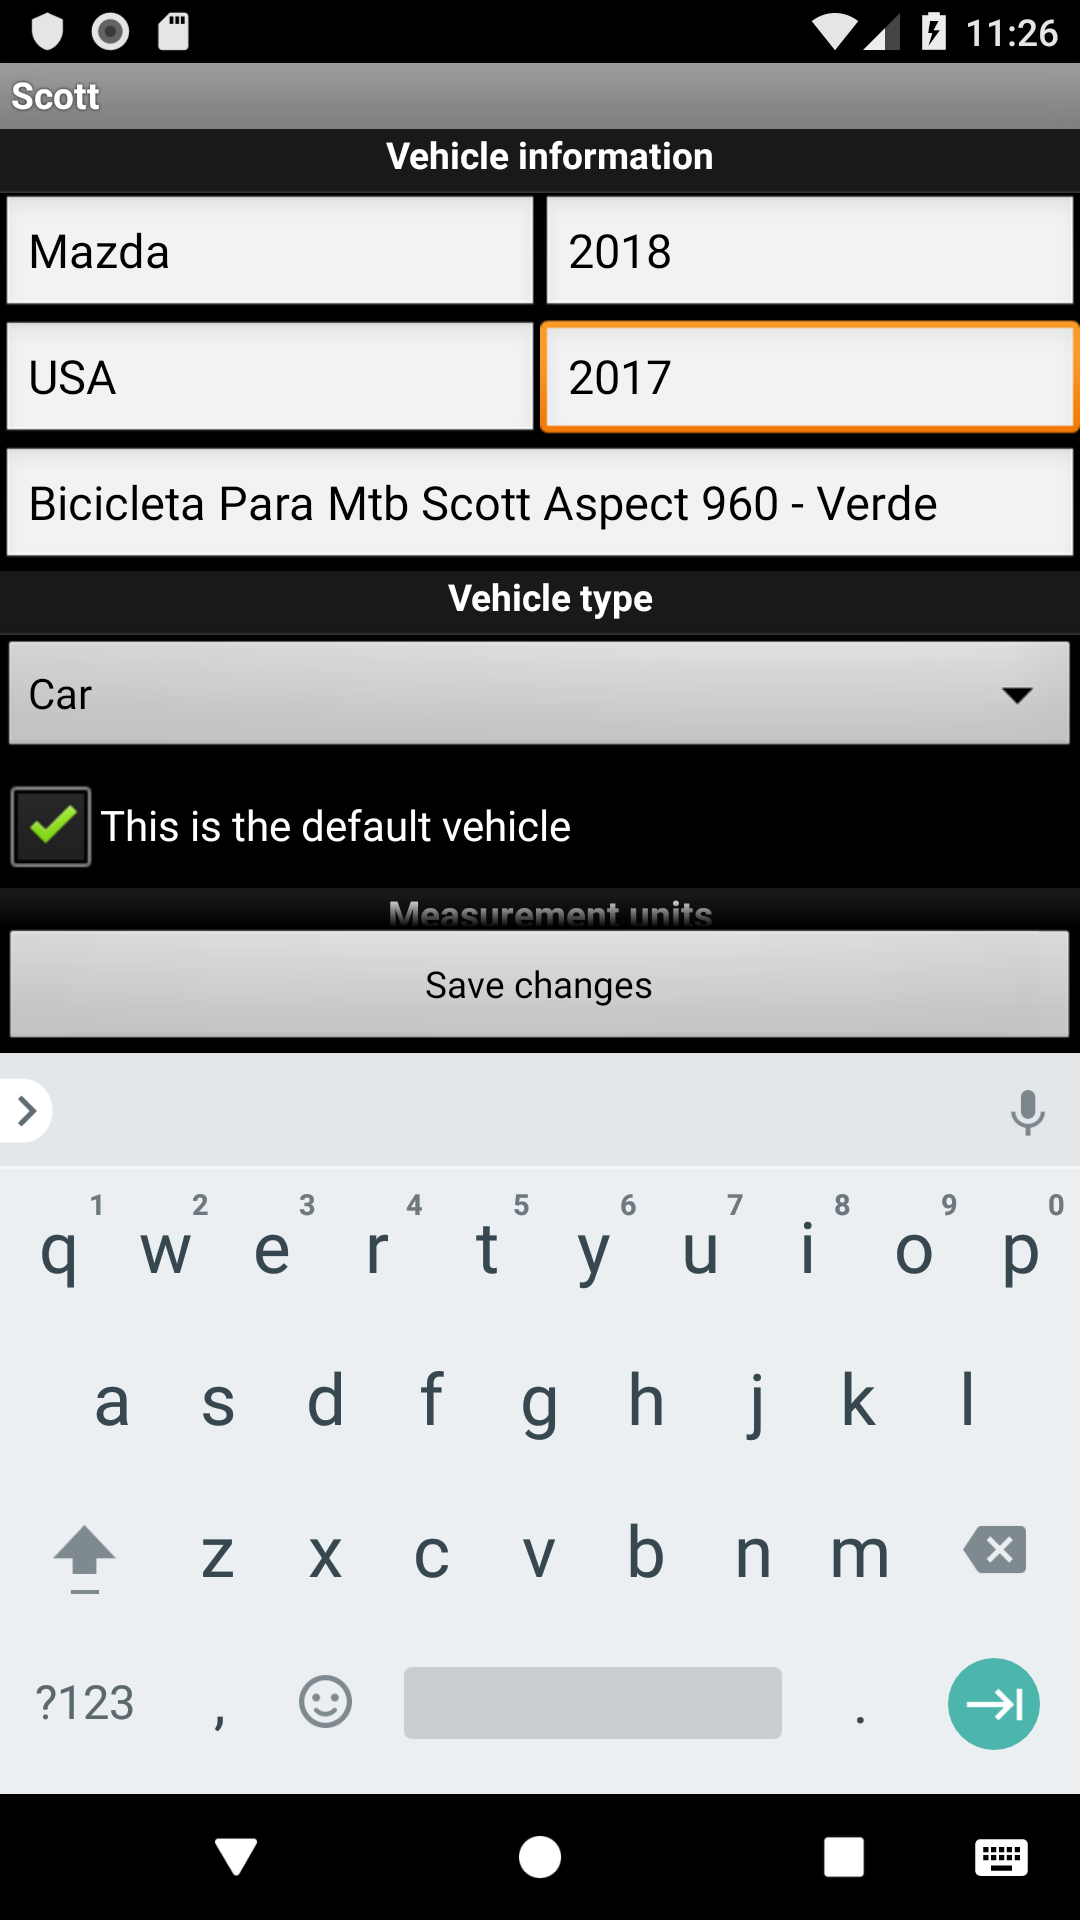 11:26
Scott
Vehicle information
Mazda 2018
USA 2017
Bicicleta Para Mtb Scott Aspect 960 - Verde
Vehicle type
Car
This is the default vehicle
Measurement units
Save changes
1 2 3 4 5 6 7 8 9 0
q w e r t y u i o p
a s d f g h j k l
z x c v b n m
?123 , .